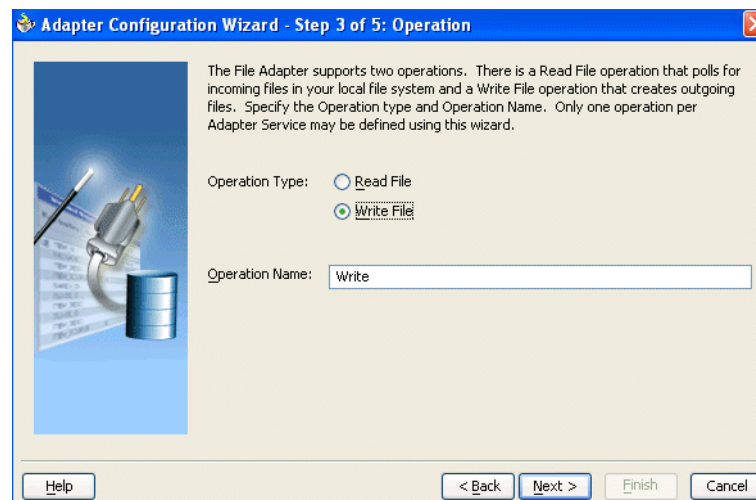 Adapter Configuration Wizard - Step 3 of 5: Operation
The File Adapter supports two operations. There is a Read File operation that polls for
incoming files in your local file system and a Write File operation that creates outgoing
files. Specify the Operation type and Operation Name. Only one operation per
Adapter Service may be defined using this wizard.
Operation Type: Read File
Write File
Operation Name: Write
Help < Back Next > Finish Cancel